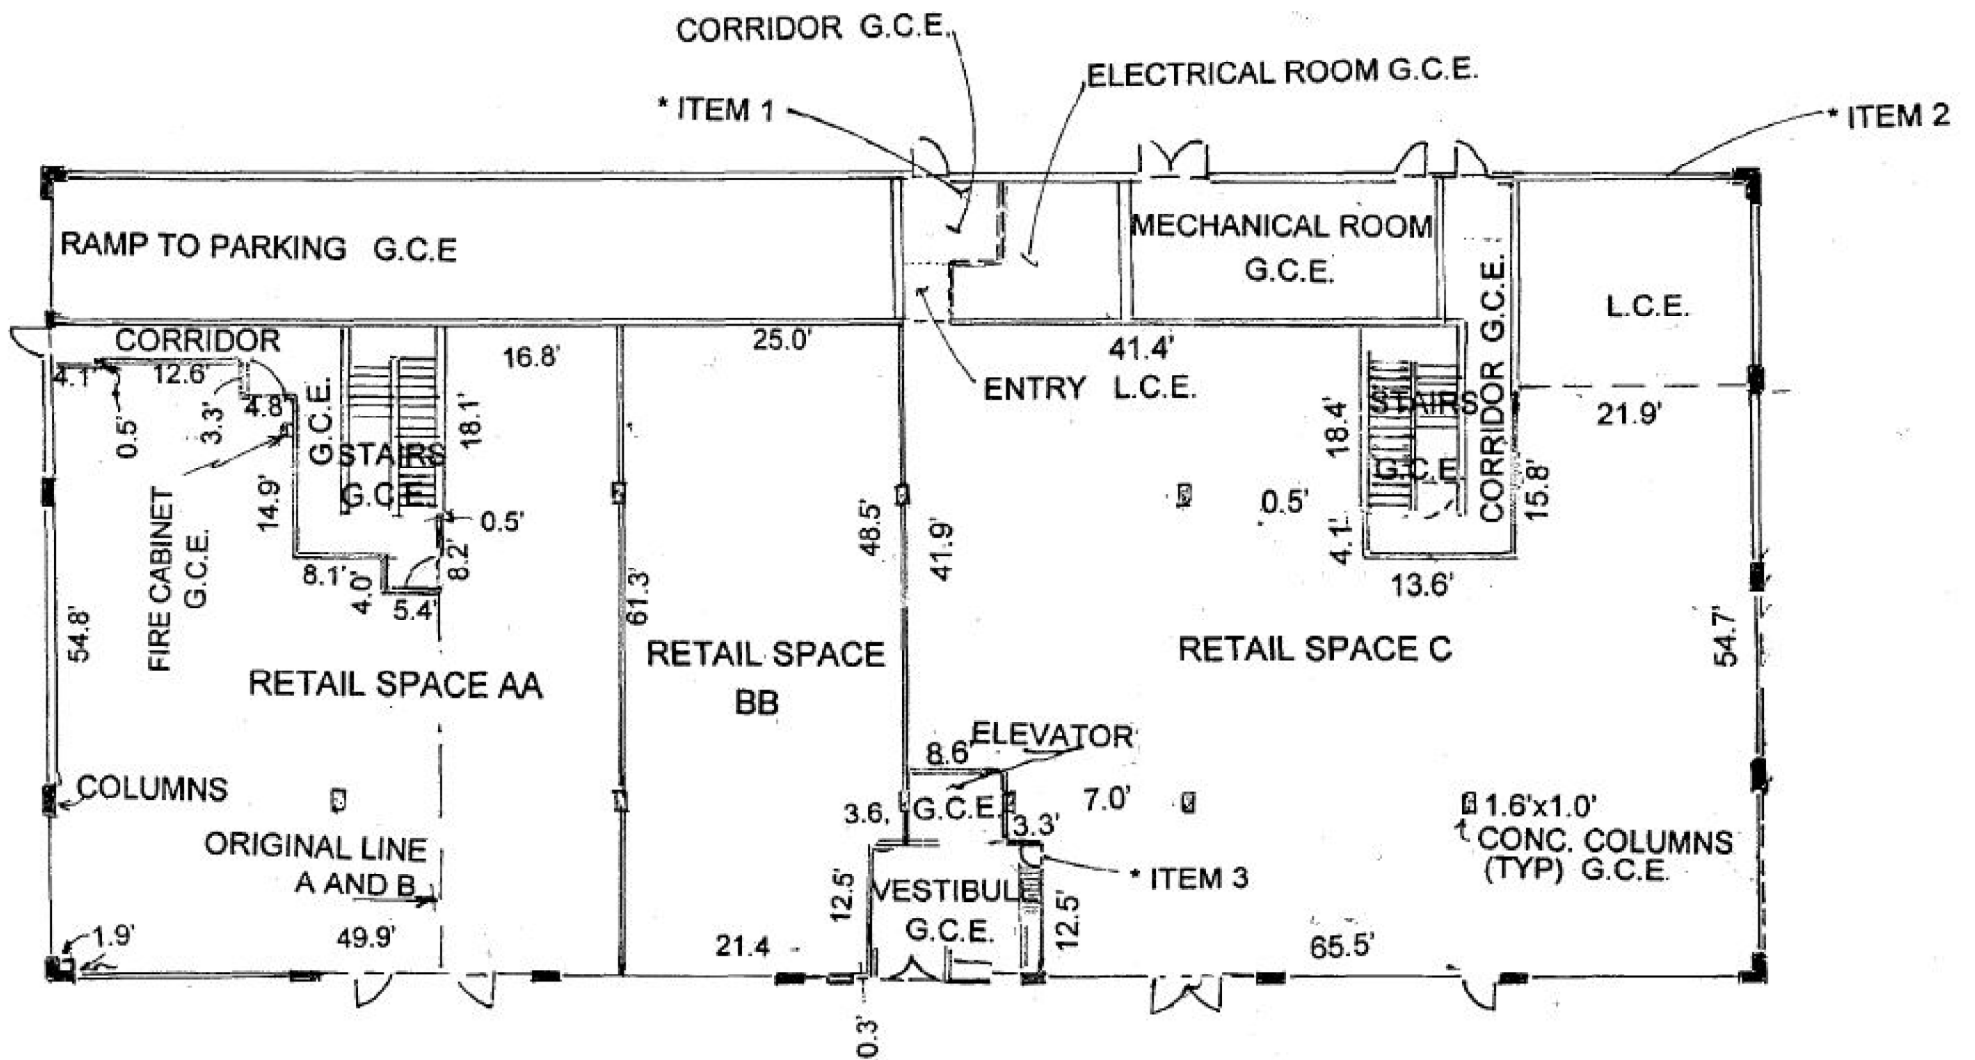 CORRIDOR G.C.E.
ELECTRICAL ROOM G.C.E.
* ITEM 1
* ITEM 2
RAMP TO PARKING G.C.E
MECHANICAL ROOM
G.C.E.
CORRIDOR G.C.E.
L.C.E.
CORRIDOR
16.8'
25.0'
41.4'
ENTRY L.C.E.
4.1'
12.6'
0.5'
3.3'
4.8'
G.C.E.
STAIRS
G.C.E
18.1'
STAIRS
G.C.E
18.4'
21.9'
15.8'
14.9'
0.5'
8.2'
48.5'
41.9'
0.5'
4.1'
13.6'
FIRE CABINET
G.C.E.
8.1'
4.0'
5.4'
61.3'
54.8'
54.7'
RETAIL SPACE AA
RETAIL SPACE
BB
RETAIL SPACE C
ELEVATOR
8.6'
G.C.E.
7.0'
3.6,
3.3'
COLUMNS
1.6'x1.0'
CONC. COLUMNS
(TYP) G.C.E.
ORIGINAL LINE
A AND B
* ITEM 3
12.5'
VESTIBUL
G.C.E.
12.5'
1.9'
49.9'
21.4
65.5'
0.3'